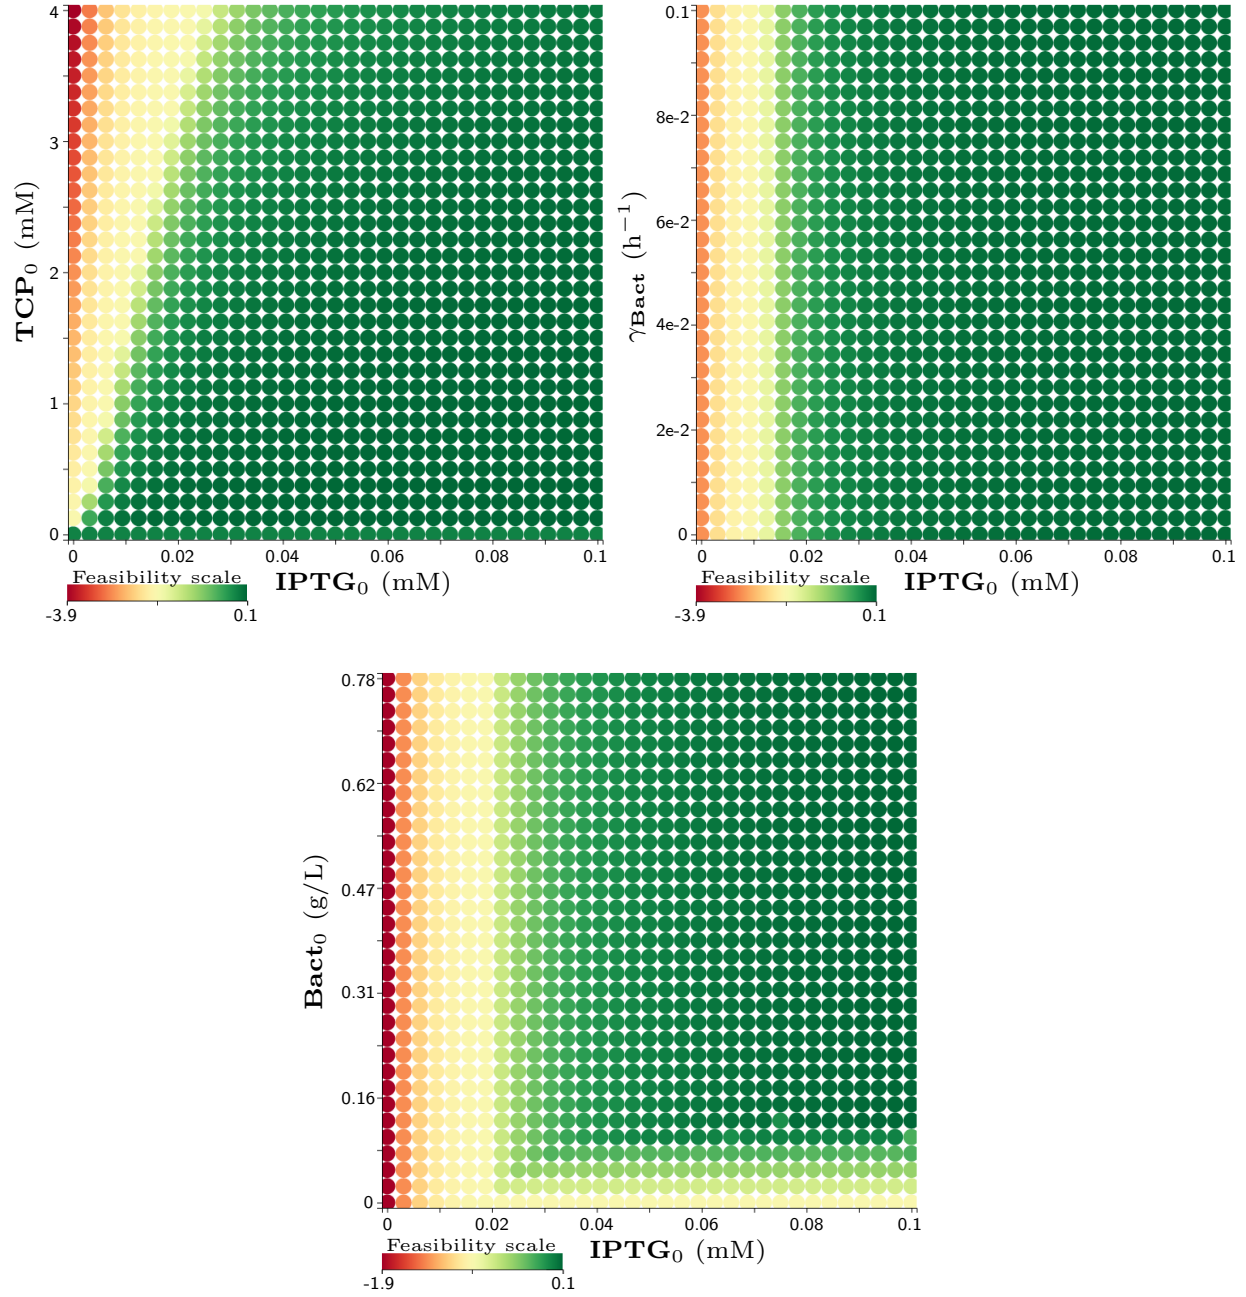 4
3
2
1
0
TCP₀ (mM)
0 0.02 0.04 0.06 0.08 0.1
IPTG₀ (mM)
Feasibility scale
-3.9 0.1
0.1
8e-2
6e-2
4e-2
2e-2
0
γBact (h⁻¹)
0 0.02 0.04 0.06 0.08 0.1
IPTG₀ (mM)
Feasibility scale
-3.9 0.1
0.78
0.62
0.47
0.31
0.16
0
Bact₀ (g/L)
0 0.02 0.04 0.06 0.08 0.1
IPTG₀ (mM)
Feasibility scale
-1.9 0.1